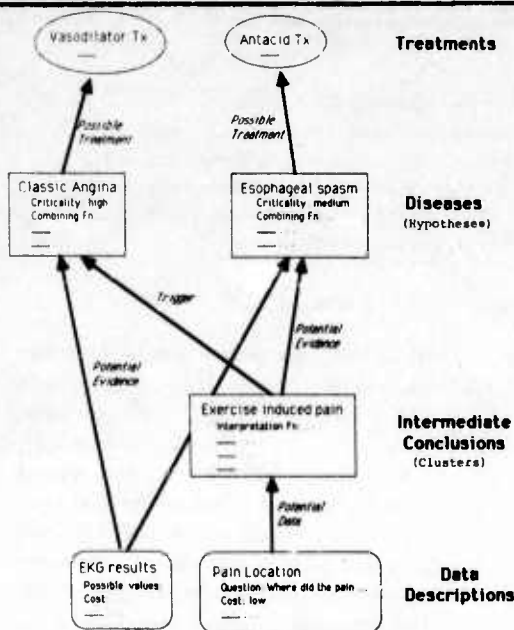 Vasodilator Tx
Antacid Tx
Treatments
Possible
Treatment
Possible
Treatment
Classic Angina
Criticality: high
Combining Fn
Esophageal spasm
Criticality: medium
Combining Fn
Diseases
(Hypotheses)
Trigger
Potential
Evidence
Potential
Evidence
Exercise induced pain
Interpretation Fn
Intermediate
Conclusions
(Clusters)
Potential
Data
EKG results
Possible values
Cost
Pain Location
Question: Where did the pain ...
Cost: low
Data
Descriptions